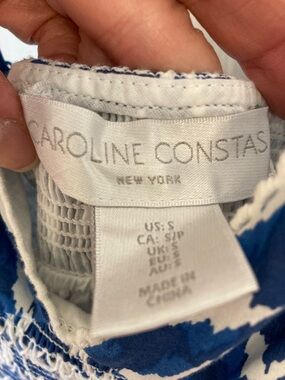 CAROLINE CONSTAS
NEW YORK
US: S
CA: S/P
UK: S
EU: S
AU: S
MADE IN
CHINA